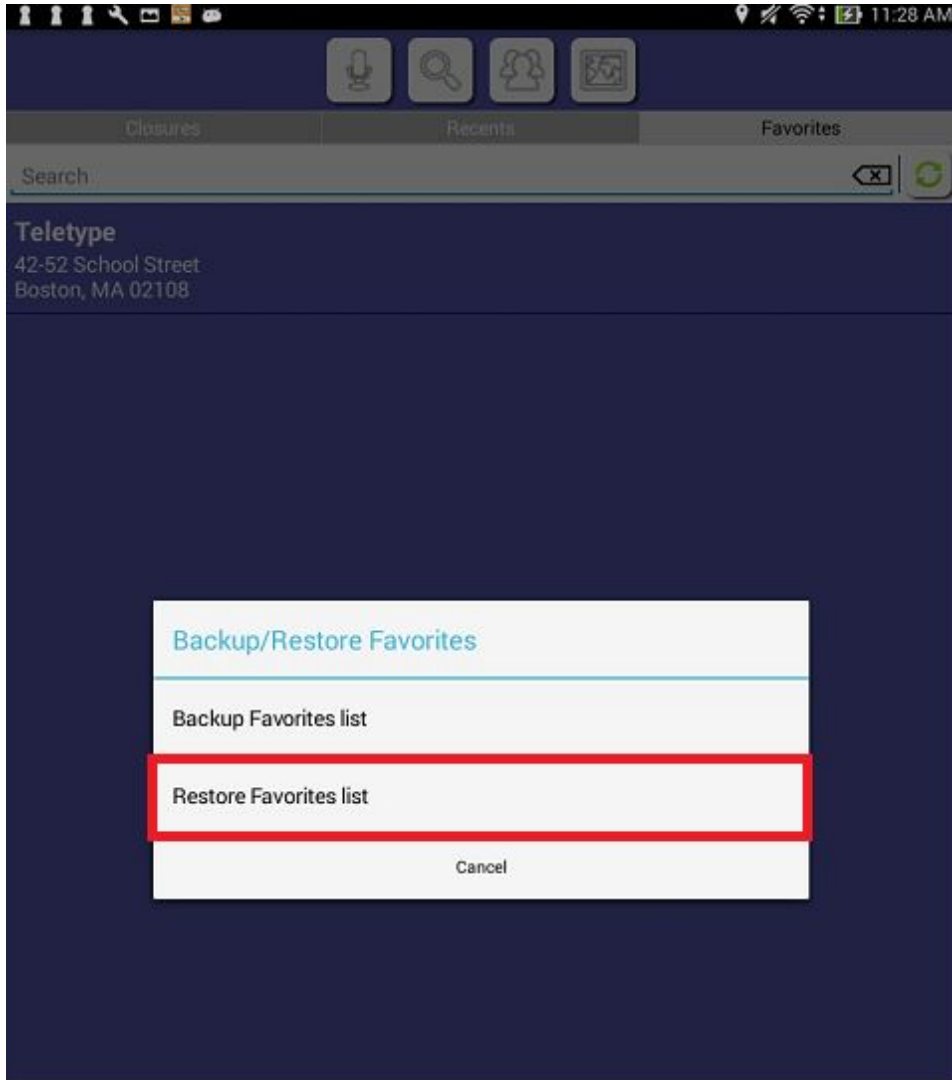 11:28 AM
Closures Recents Favorites
Search
Teletype
42-52 School Street
Boston, MA 02108
Backup/Restore Favorites
Backup Favorites list
Restore Favorites list
Cancel